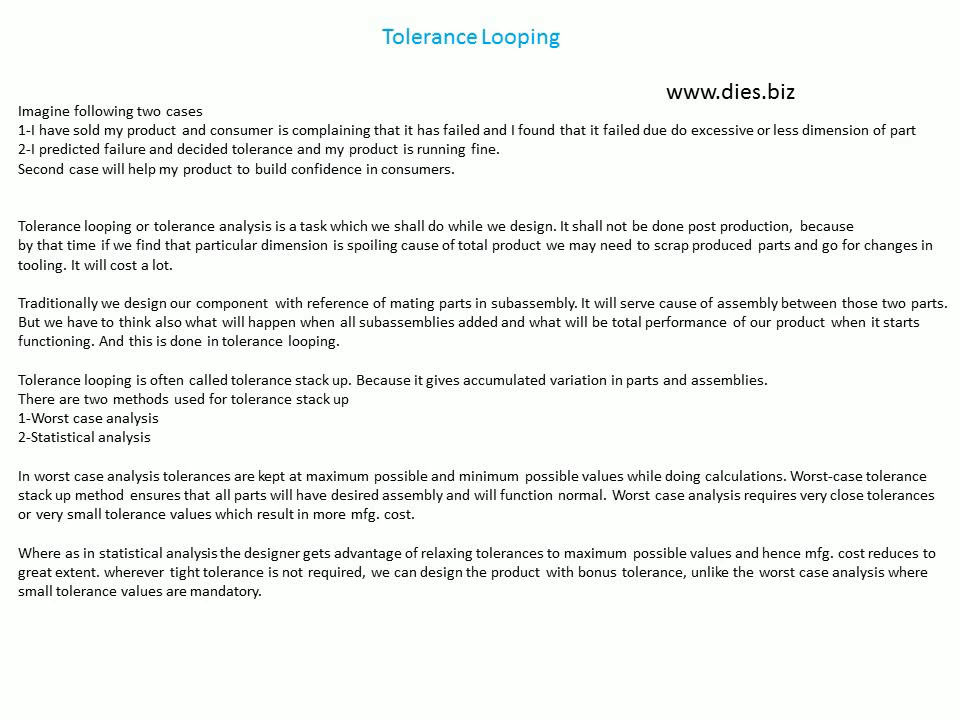 Tolerance Looping
www.dies.biz
Imagine following two cases
1-I have sold my product and consumer is complaining that it has failed and I found that it failed due do excessive or less dimension of part
2-I predicted failure and decided tolerance and my product is running fine.
Second case will help my product to build confidence in consumers.
Tolerance looping or tolerance analysis is a task which we shall do while we design. It shall not be done post production, because
by that time if we find that particular dimension is spoiling cause of total product we may need to scrap produced parts and go for changes in
tooling. It will cost a lot.
Traditionally we design our component with reference of mating parts in subassembly. It will serve cause of assembly between those two parts.
But we have to think also what will happen when all subassemblies added and what will be total performance of our product when it starts
functioning. And this is done in tolerance looping.
Tolerance looping is often called tolerance stack up. Because it gives accumulated variation in parts and assemblies.
There are two methods used for tolerance stack up
1-Worst case analysis
2-Statistical analysis
In worst case analysis tolerances are kept at maximum possible and minimum possible values while doing calculations. Worst-case tolerance
stack up method ensures that all parts will have desired assembly and will function normal. Worst case analysis requires very close tolerances
or very small tolerance values which result in more mfg. cost.
Where as in statistical analysis the designer gets advantage of relaxing tolerances to maximum possible values and hence mfg. cost reduces to
great extent. wherever tight tolerance is not required, we can design the product with bonus tolerance, unlike the worst case analysis where
small tolerance values are mandatory.